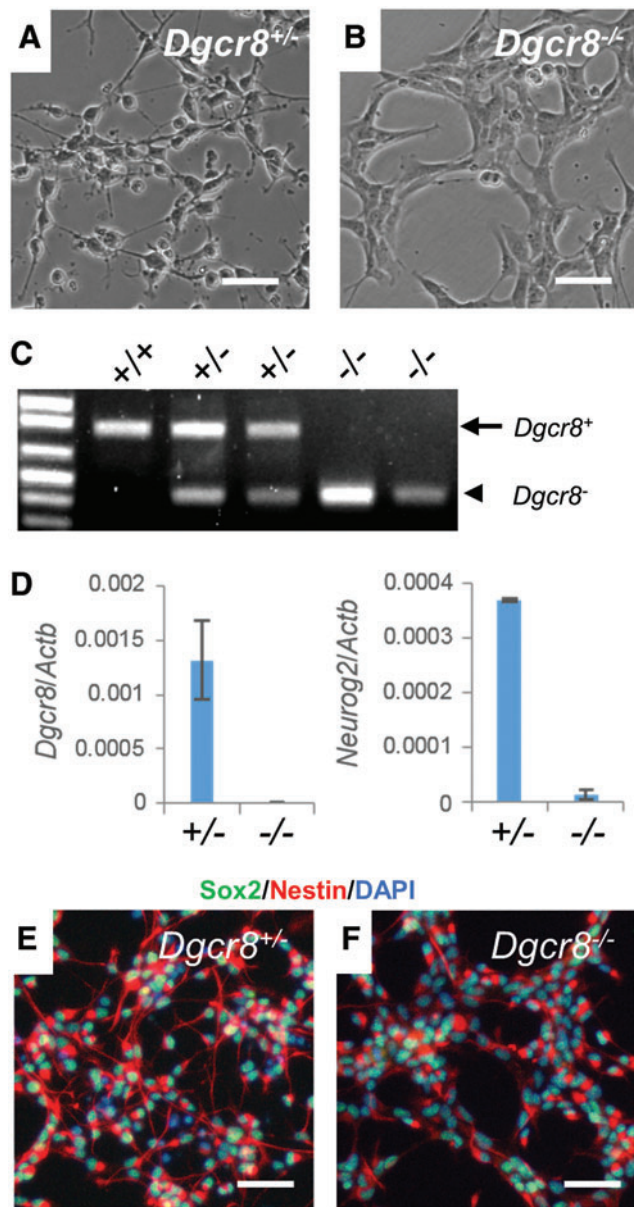 A Dgcr8+/-
B Dgcr8-/-
C +/+ +/- +/- -/- -/-
Dgcr8+
Dgcr8-
D
Dgcr8/Actb
0.002
0.0015
0.001
0.0005
0
+/- -/-
Neurog2/Actb
0.0004
0.0003
0.0002
0.0001
0
+/- -/-
Sox2/Nestin/DAPI
E Dgcr8+/-
F Dgcr8-/-